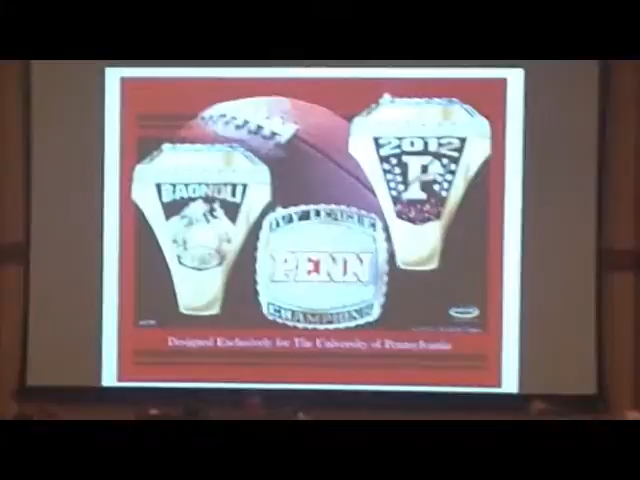 BAGNOLI
2012
P
IVY LEAGUE
PENN
CHAMPIONS
Designed Exclusively for The University of Pennsylvania